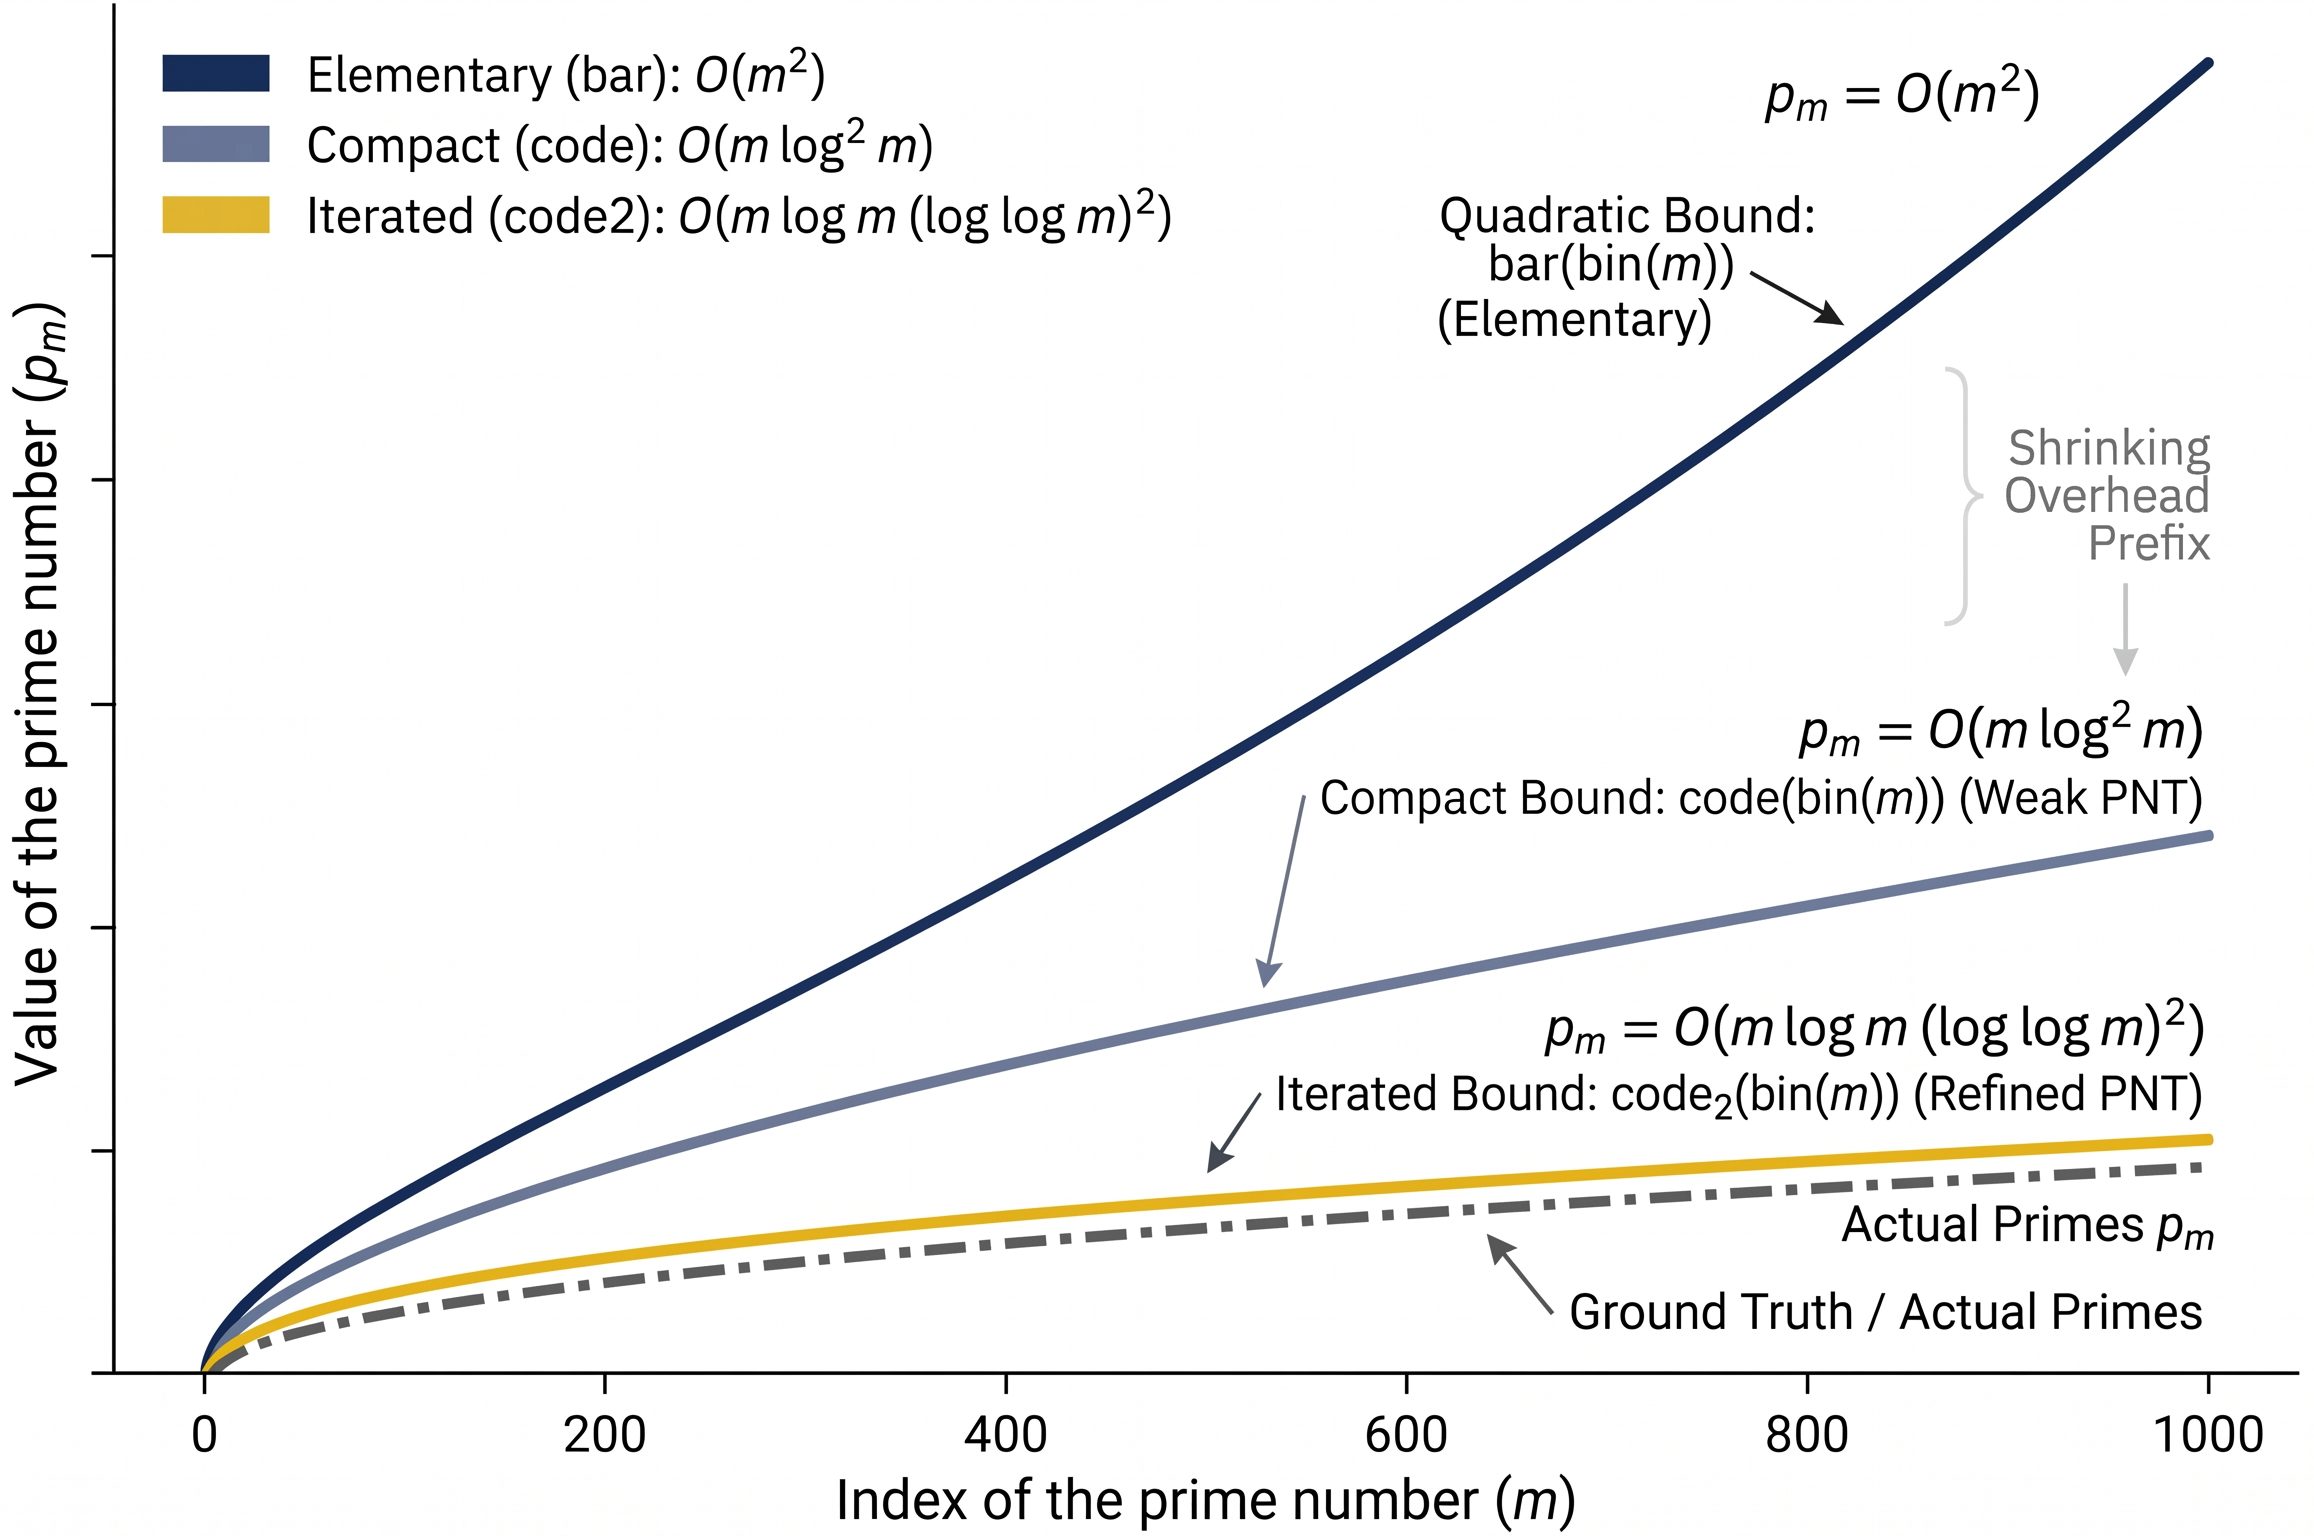 Elementary (bar): O(m²)
Compact (code): O(m log² m)
Iterated (code2): O(m log m (log log m)²)
pₘ = O(m²)
Quadratic Bound:
bar(bin(m))
(Elementary)
Shrinking
Overhead
Prefix
pₘ = O(m log² m)
Compact Bound: code(bin(m)) (Weak PNT)
pₘ = O(m log m (log log m)²)
Iterated Bound: code₂(bin(m)) (Refined PNT)
Actual Primes pₘ
Ground Truth / Actual Primes
Value of the prime number (pₘ)
0 200 400 600 800 1000
Index of the prime number (m)